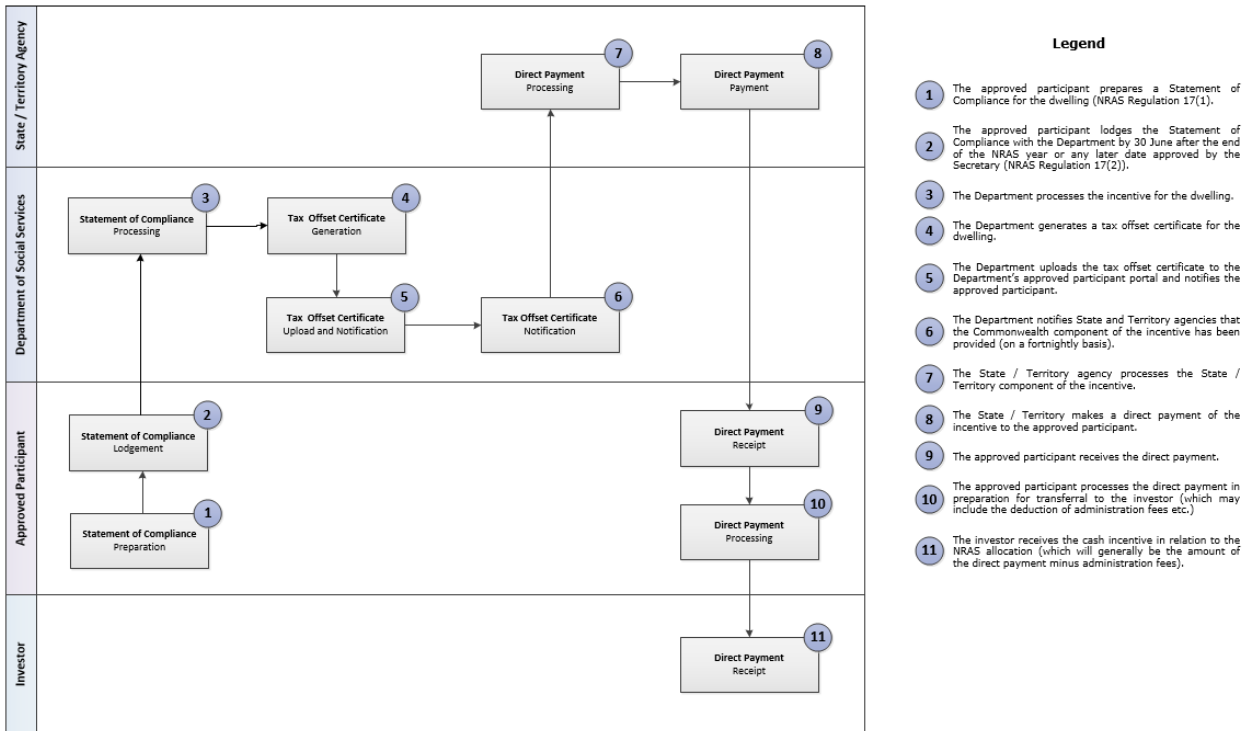 State / Territory Agency
7
Direct Payment
Processing
8
Direct Payment
Payment
Department of Social Services
3
Statement of Compliance
Processing
4
Tax Offset Certificate
Generation
5
Tax Offset Certificate
Upload and Notification
6
Tax Offset Certificate
Notification
Approved Participant
2
Statement of Compliance
Lodgement
1
Statement of Compliance
Preparation
9
Direct Payment
Receipt
10
Direct Payment
Processing
Investor
11
Direct Payment
Receipt
Legend
1
The approved participant prepares a Statement of
Compliance for the dwelling (NRAS Regulation 17(1).
2
The approved participant lodges the Statement of
Compliance with the Department by 30 June after the end
of the NRAS year or any later date approved by the
Secretary (NRAS Regulation 17(2)).
3
The Department processes the incentive for the dwelling.
4
The Department generates a tax offset certificate for the
dwelling.
5
The Department uploads the tax offset certificate to the
Department's approved participant portal and notifies the
approved participant.
6
The Department notifies State and Territory agencies that
the Commonwealth component of the incentive has been
provided (on a fortnightly basis).
7
The State / Territory agency processes the State /
Territory component of the incentive.
8
The State / Territory makes a direct payment of the
incentive to the approved participant.
9
The approved participant receives the direct payment.
10
The approved participant processes the direct payment in
preparation for transferral to the investor (which may
include the deduction of administration fees etc.)
11
The investor receives the cash incentive in relation to the
NRAS allocation (which will generally be the amount of
the direct payment minus administration fees).